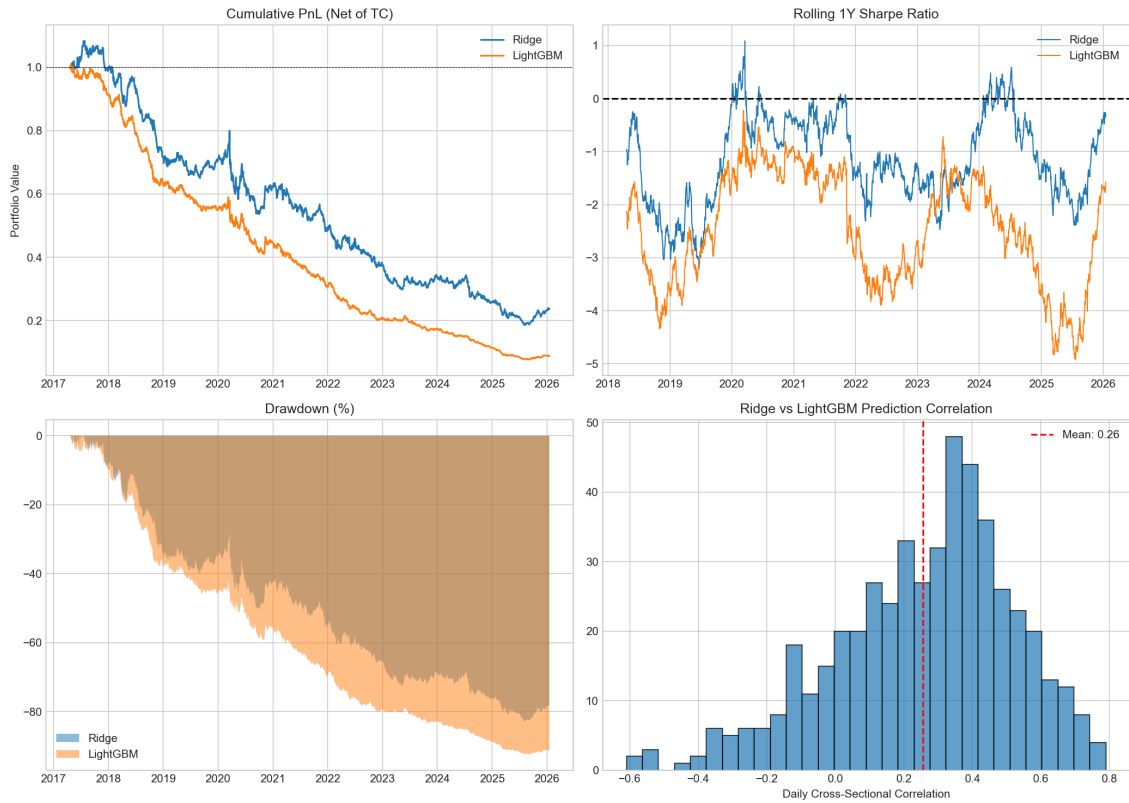 Cumulative PnL (Net of TC)
Portfolio Value
1.0
0.8
0.6
0.4
0.2
Ridge
LightGBM
2017 2018 2019 2020 2021 2022 2023 2024 2025 2026
Rolling 1Y Sharpe Ratio
1
0
−1
−2
−3
−4
−5
Ridge
LightGBM
2018 2019 2020 2021 2022 2023 2024 2025 2026
Drawdown (%)
0
−20
−40
−60
−80
Ridge
LightGBM
2017 2018 2019 2020 2021 2022 2023 2024 2025 2026
Ridge vs LightGBM Prediction Correlation
50
40
30
20
10
0
Mean: 0.26
−0.6 −0.4 −0.2 0.0 0.2 0.4 0.6 0.8
Daily Cross-Sectional Correlation